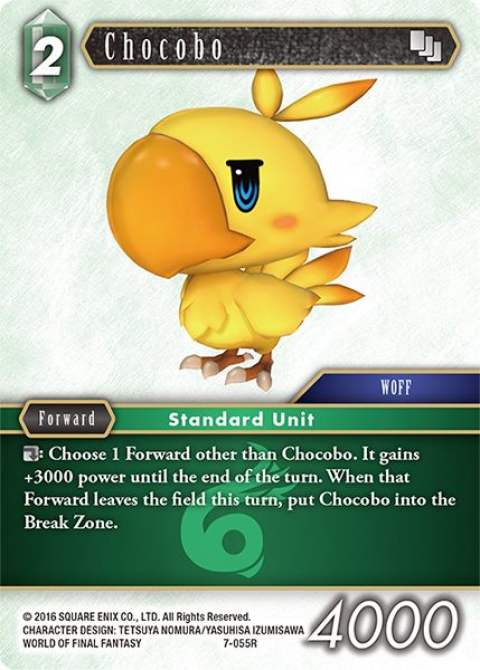 2
Chocobo
WOFF
Forward
Standard Unit
: Choose 1 Forward other than Chocobo. It gains
+3000 power until the end of the turn. When that
Forward leaves the field this turn, put Chocobo into the
Break Zone.
6
© 2016 SQUARE ENIX CO., LTD. All Rights Reserved.
CHARACTER DESIGN: TETSUYA NOMURA/YASUHISA IZUMISAWA
WORLD OF FINAL FANTASY 7-055R
4000